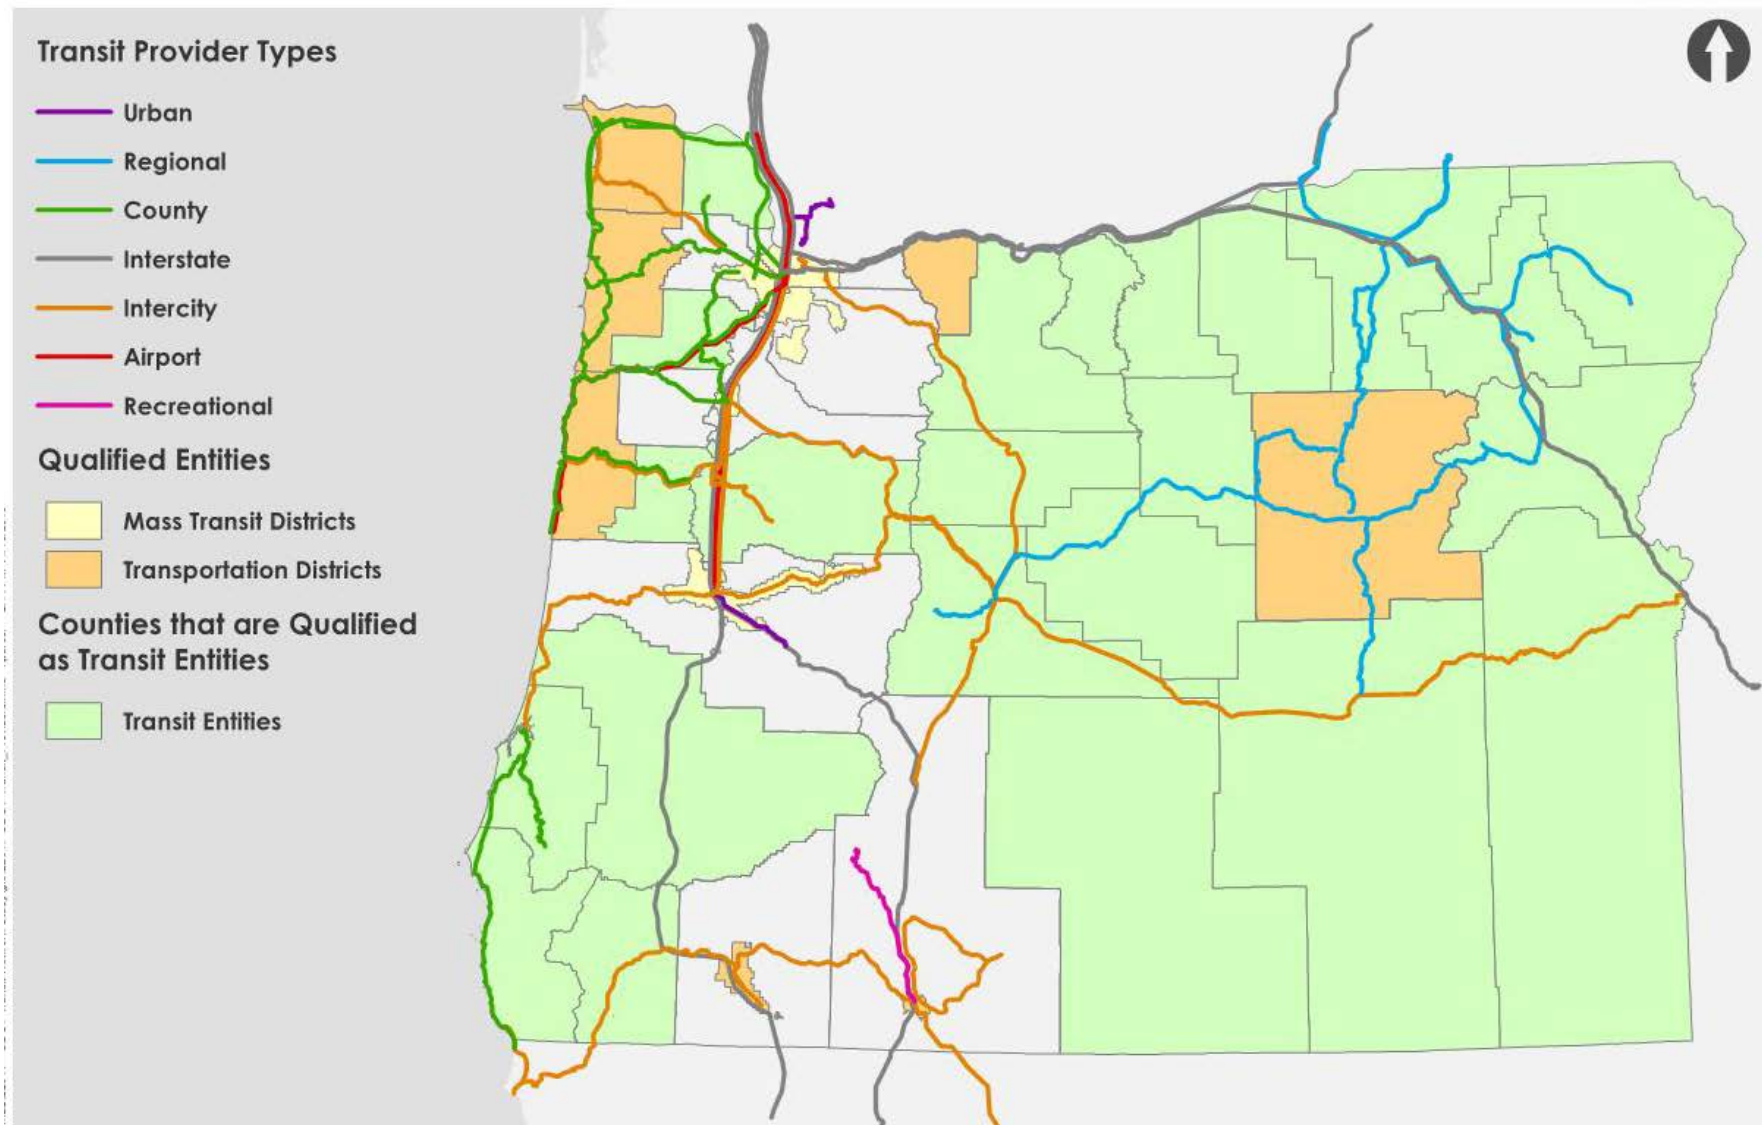 Transit Provider Types
Urban
Regional
County
Interstate
Intercity
Airport
Recreational
Qualified Entities
Mass Transit Districts
Transportation Districts
Counties that are Qualified
as Transit Entities
Transit Entities